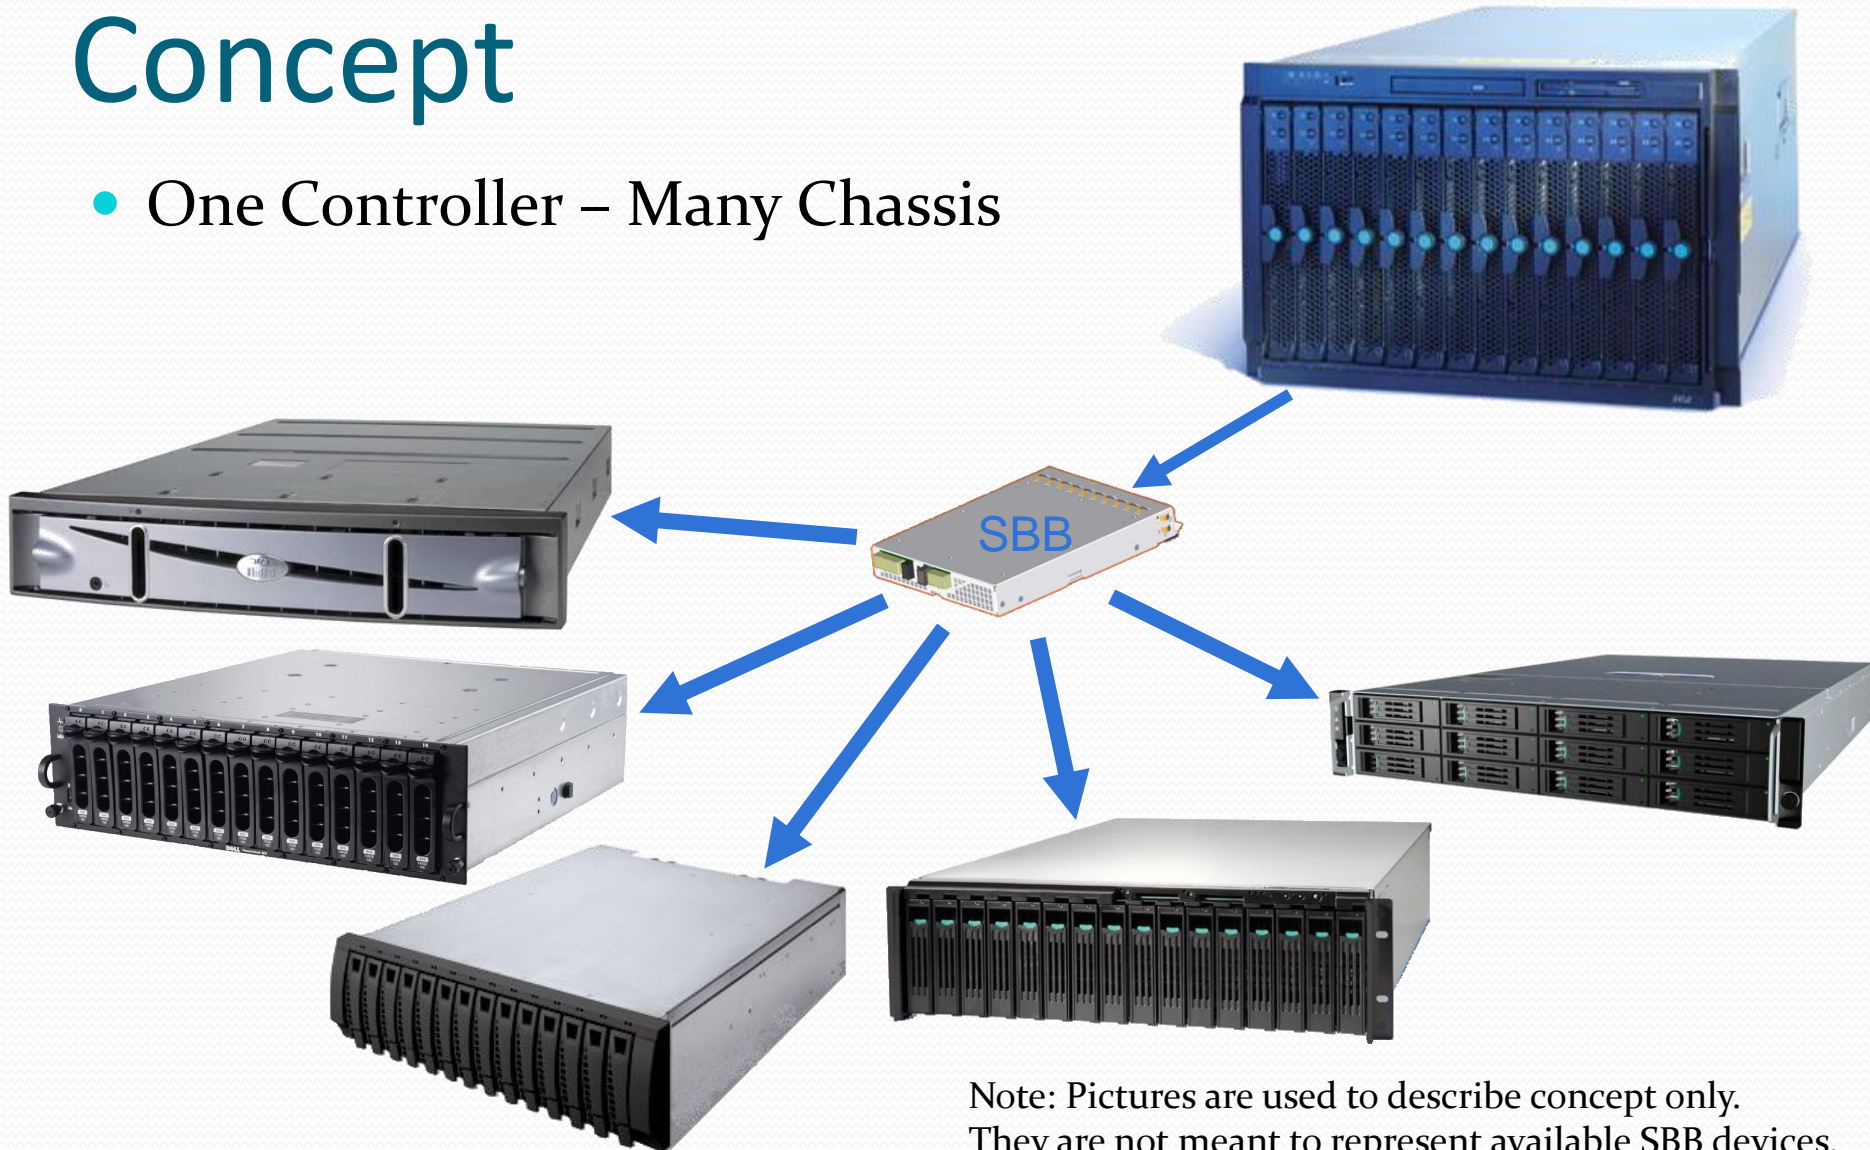 Concept
One Controller – Many Chassis
SBB
DELL
Note: Pictures are used to describe concept only.
They are not meant to represent available SBB devices.